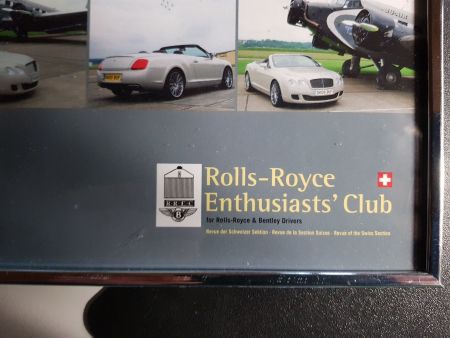 R.R.E.C
B
Rolls-Royce
Enthusiasts' Club
for Rolls-Royce & Bentley Drivers
Revue der Schweizer Sektion - Revue de la Section Suisse - Revue of the Swiss Section